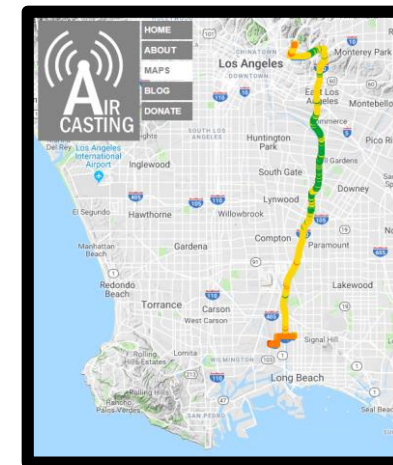 HOME
ABOUT
MAPS
BLOG
DONATE
AIR
CASTING
CHINATOWN
Los Angeles
DOWNTOWN
Monterey Park
East Los
Angeles
Montebello
Commerce
Pico Ri
Del Rey
Los Angeles
International
Airport
SOUTH LOS
ANGELES
Huntington
Park
Inglewood
South Gate
Downey
El Segundo
Hawthorne
Willowbrook
Lynwood
Compton
Paramount
Manhattan
Beach
Gardena
Redondo
Beach
Torrance
Carson
West Carson
Lakewood
Rolling
Hills Estates
Lomita
WILMINGTON
Signal Hill
Long Beach
Rolling
Hills
Rancho
Palos Verdes
SAN PEDRO
Seal Beac